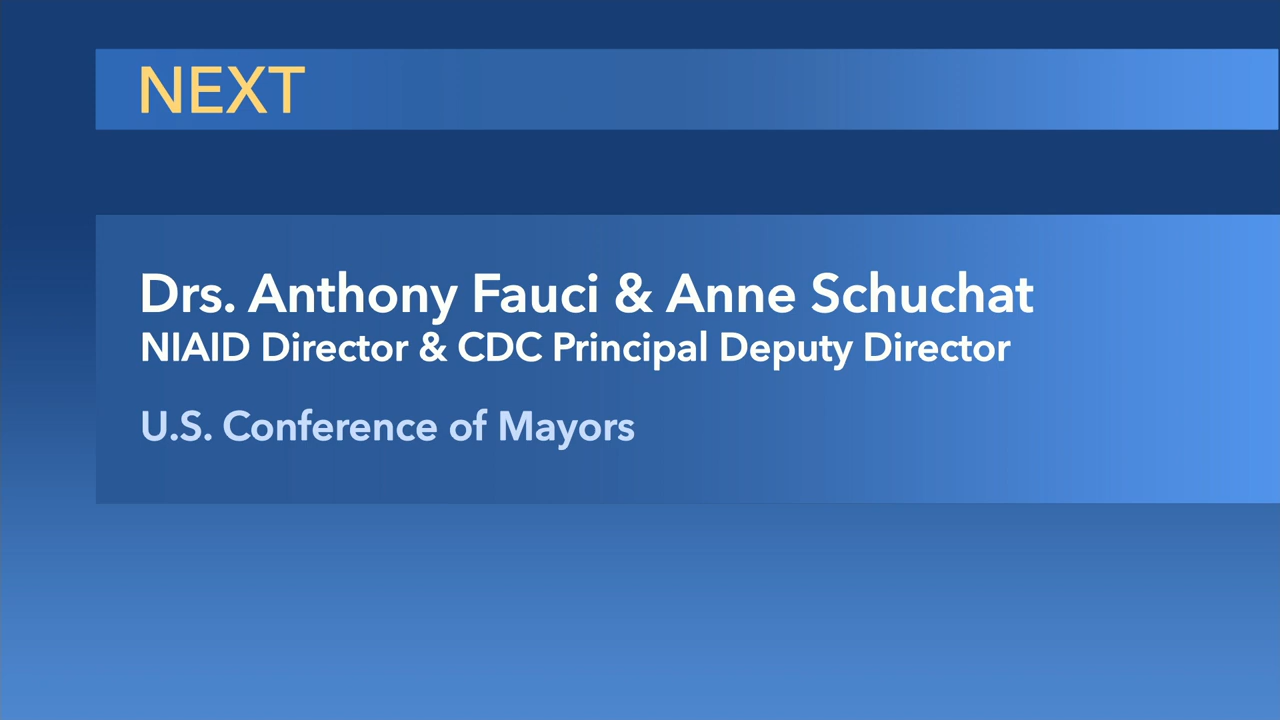 NEXT
Drs. Anthony Fauci & Anne Schuchat
NIAID Director & CDC Principal Deputy Director
U.S. Conference of Mayors